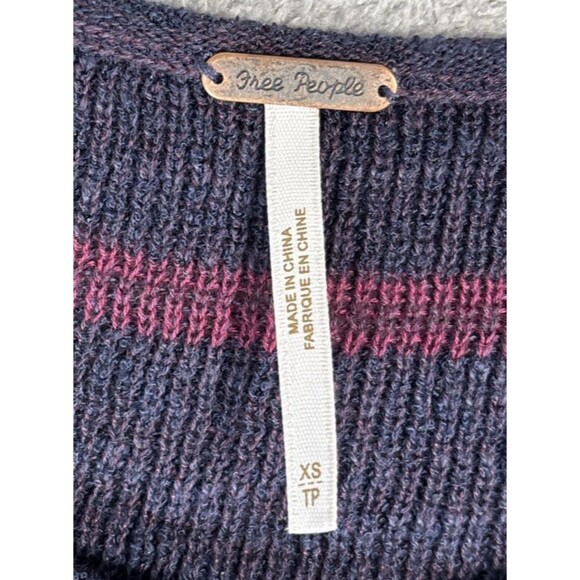 Free People
MADE IN CHINA
FABRIQUE EN CHINE
XS
TP